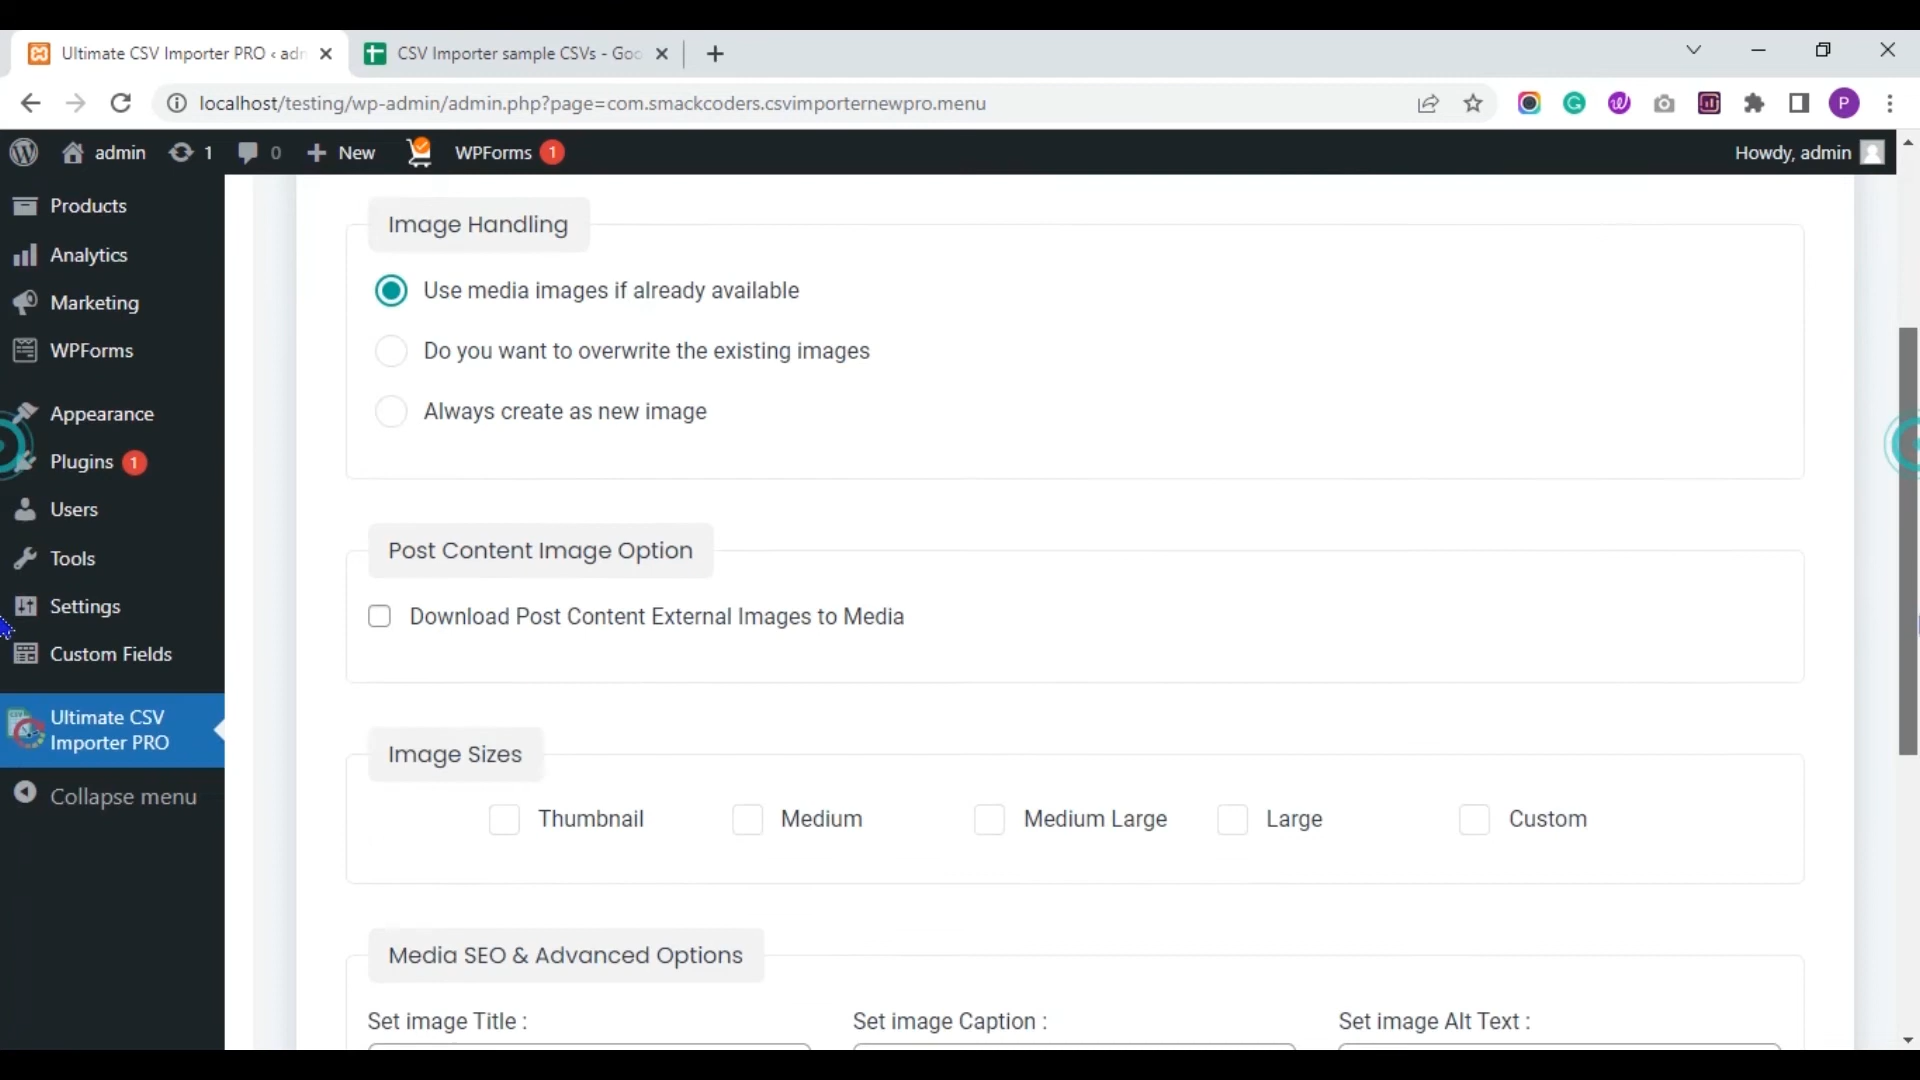 Ultimate CSV Importer PRO ‹ adn
CSV Importer sample CSVs - Goo
localhost/testing/wp-admin/admin.php?page=com.smackcoders.csvimporternewpro.menu
P
admin
1
0
New
WPForms 1
Howdy, admin
Products
Analytics
Marketing
WPForms
Appearance
Plugins 1
Users
Tools
Settings
Custom Fields
Ultimate CSV
Importer PRO
Collapse menu
Image Handling
Use media images if already available
Do you want to overwrite the existing images
Always create as new image
Post Content Image Option
Download Post Content External Images to Media
Image Sizes
Thumbnail Medium Medium Large Large Custom
Media SEO & Advanced Options
Set image Title : Set image Caption : Set image Alt Text :